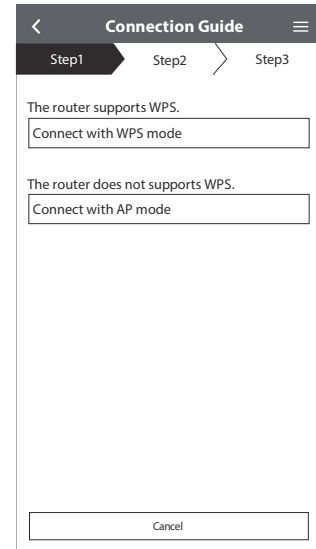 Connection Guide
Step1
Step2
Step3
The router supports WPS.
Connect with WPS mode
The router does not supports WPS.
Connect with AP mode
Cancel